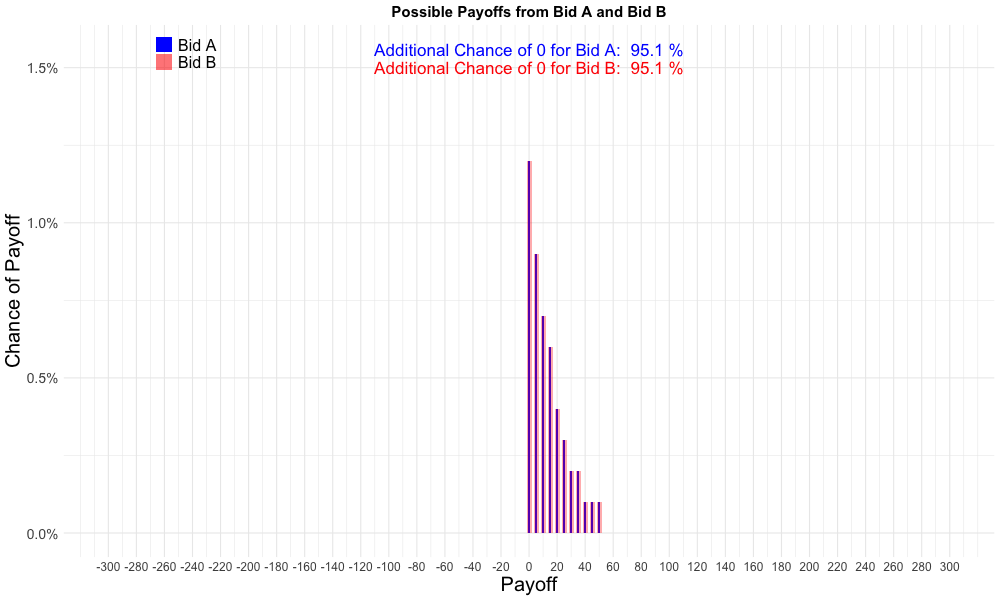 Possible Payoffs from Bid A and Bid B
Bid A
Bid B
Additional Chance of 0 for Bid A: 95.1 %
Additional Chance of 0 for Bid B: 95.1 %
Chance of Payoff
1.5%
1.0%
0.5%
0.0%
-300 -280 -260 -240 -220 -200 -180 -160 -140 -120 -100 -80 -60 -40 -20 0 20 40 60 80 100 120 140 160 180 200 220 240 260 280 300
Payoff